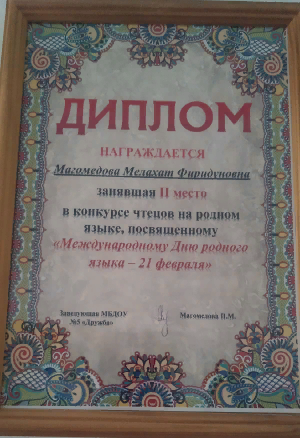 ДИПЛОМ
НАГРАЖДАЕТСЯ
Магомедова Мелахат Фиридуновна
занявшая II место
в конкурсе чтецов на родном
языке, посвященному
«Международному Дню родного
языка – 21 февраля»
Заведующая МБДОУ
№5 «Дружба»
Магомедова П.М.